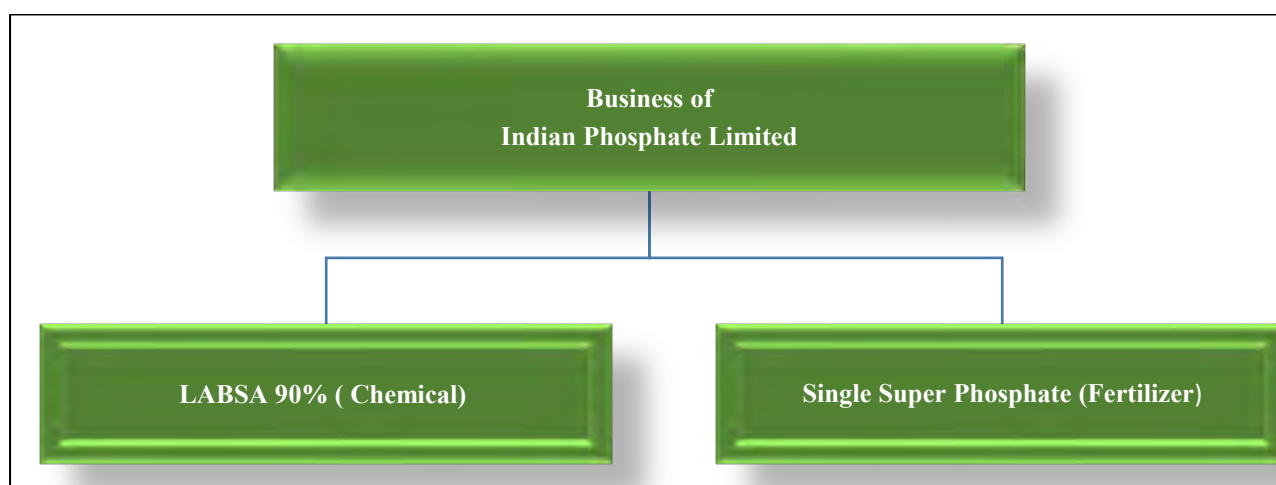 Business of
Indian Phosphate Limited
LABSA 90% ( Chemical)
Single Super Phosphate (Fertilizer)